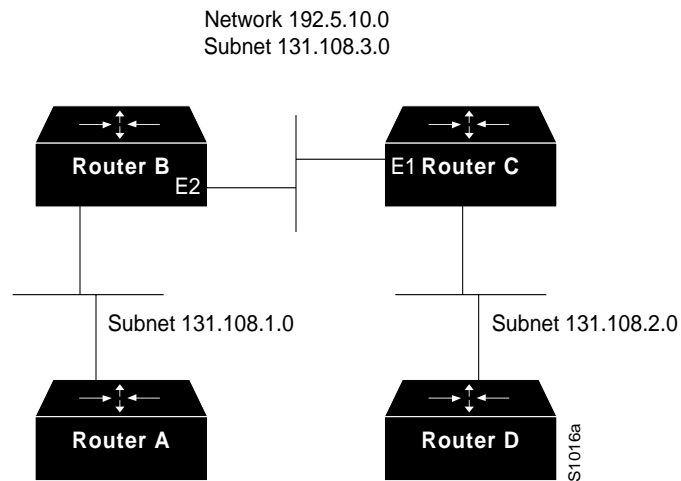 Network 192.5.10.0
Subnet 131.108.3.0
Router B
E2
E1 Router C
Subnet 131.108.1.0
Subnet 131.108.2.0
Router A
Router D
S1016a